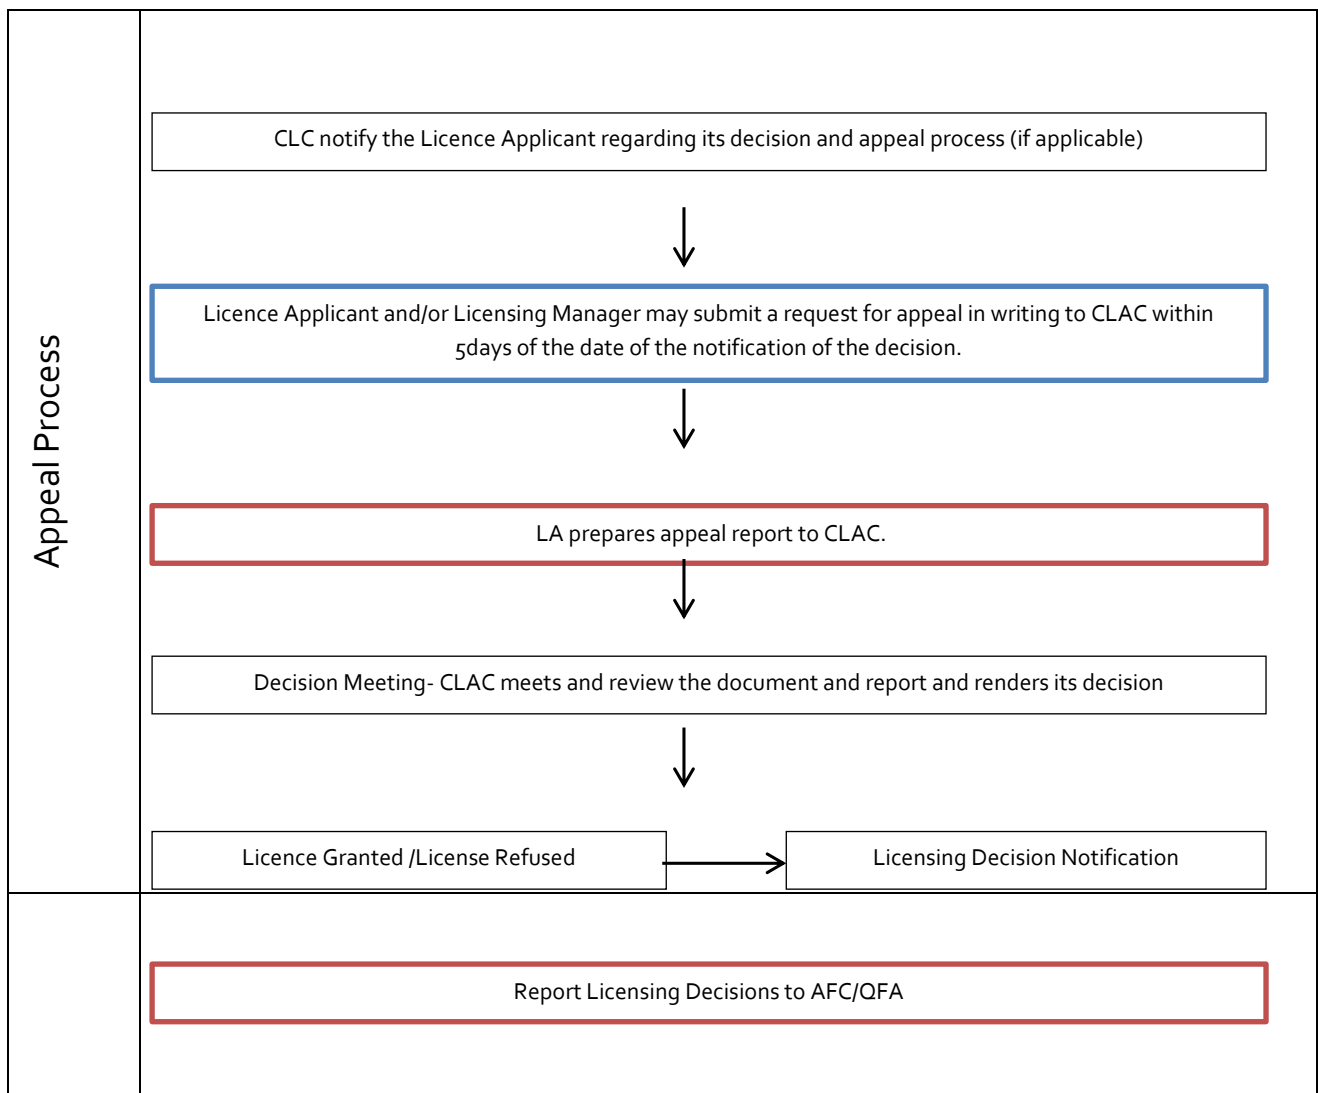 CLC notify the Licence Applicant regarding its decision and appeal process (if applicable)
Licence Applicant and/or Licensing Manager may submit a request for appeal in writing to CLAC within
5days of the date of the notification of the decision.
Appeal Process
LA prepares appeal report to CLAC.
Decision Meeting- CLAC meets and review the document and report and renders its decision
Licence Granted /License Refused
Licensing Decision Notification
Report Licensing Decisions to AFC/QFA